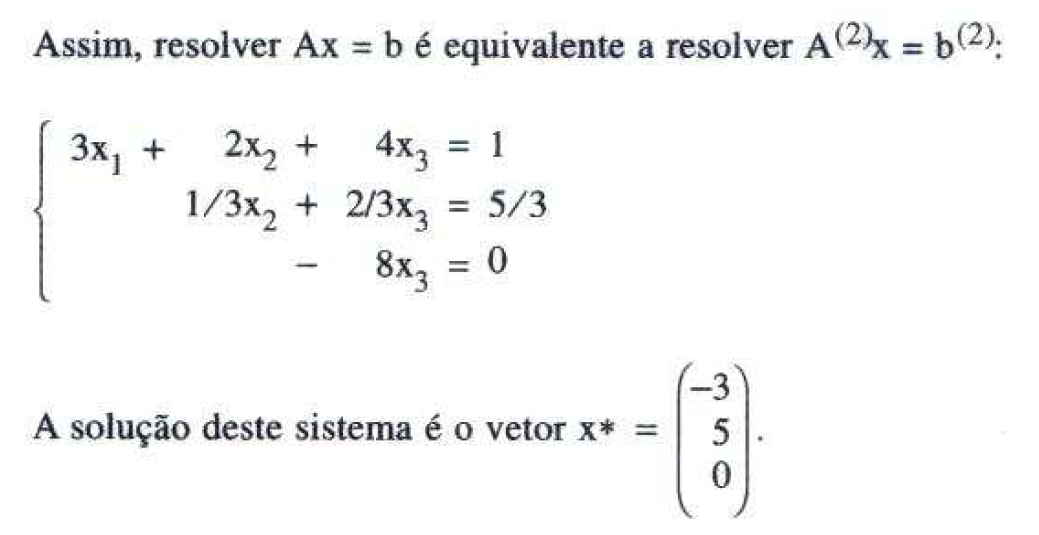 Assim, resolver Ax = b é equivalente a resolver A⁽²⁾x = b⁽²⁾:
3x₁ + 2x₂ + 4x₃ = 1
1/3x₂ + 2/3x₃ = 5/3
− 8x₃ = 0
A solução deste sistema é o vetor x* = (−3
5
0).